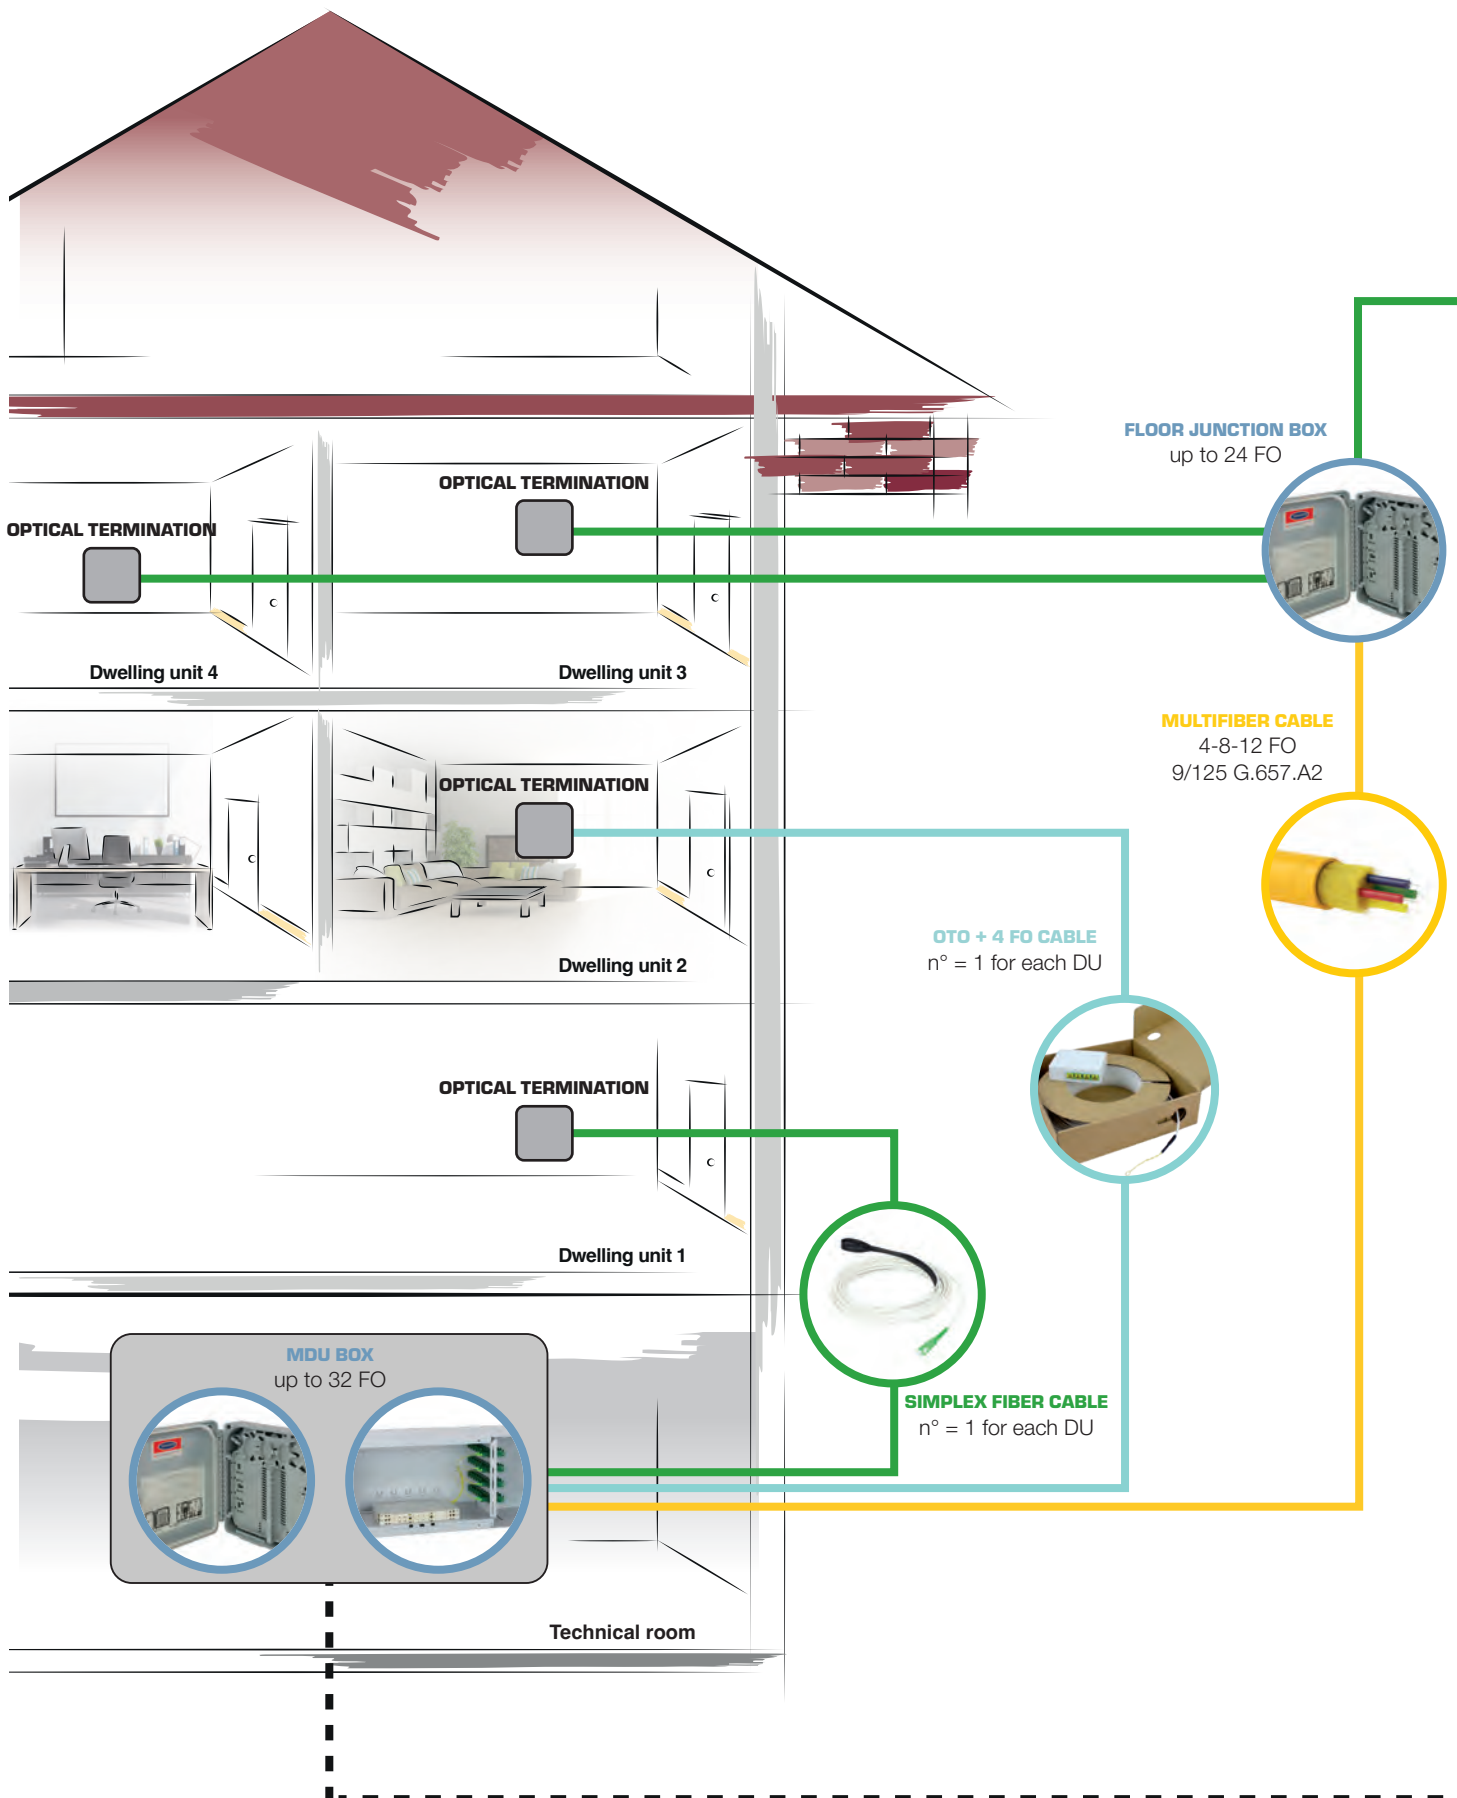 FLOOR JUNCTION BOX
up to 24 FO
OPTICAL TERMINATION
OPTICAL TERMINATION
Dwelling unit 4
Dwelling unit 3
MULTIFIBER CABLE
4-8-12 FO
9/125 G.657.A2
OPTICAL TERMINATION
OTO + 4 FO CABLE
n° = 1 for each DU
Dwelling unit 2
OPTICAL TERMINATION
Dwelling unit 1
MDU BOX
up to 32 FO
SIMPLEX FIBER CABLE
n° = 1 for each DU
Technical room